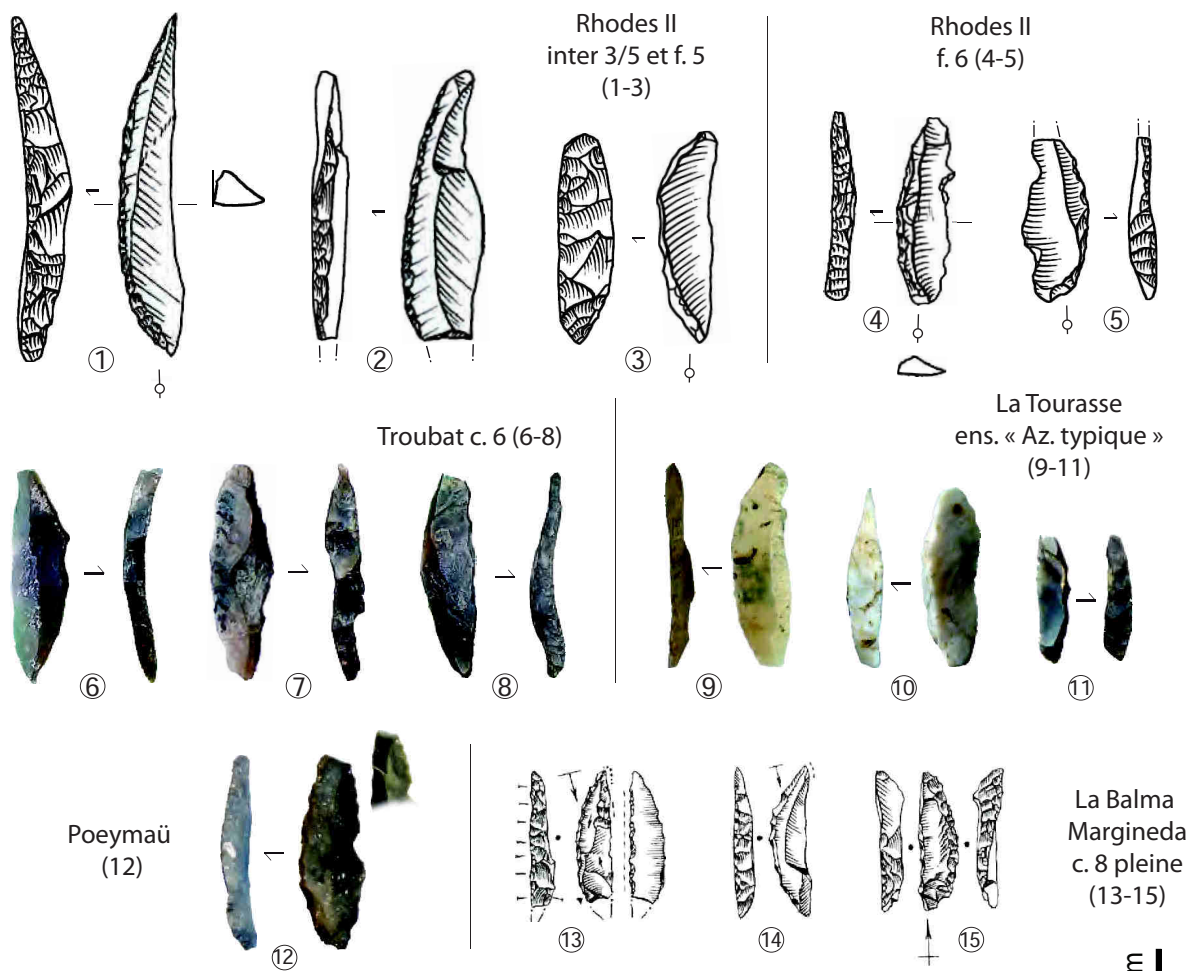 Rhodes II
inter 3/5 et f. 5
(1-3)
Rhodes II
f. 6 (4-5)
1
2
3
4
5
Troubat c. 6 (6-8)
La Tourasse
ens. « Az. typique »
(9-11)
6
7
8
9
10
11
Poeymaü
(12)
12
13
14
15
La Balma
Margineda
c. 8 pleine
(13-15)